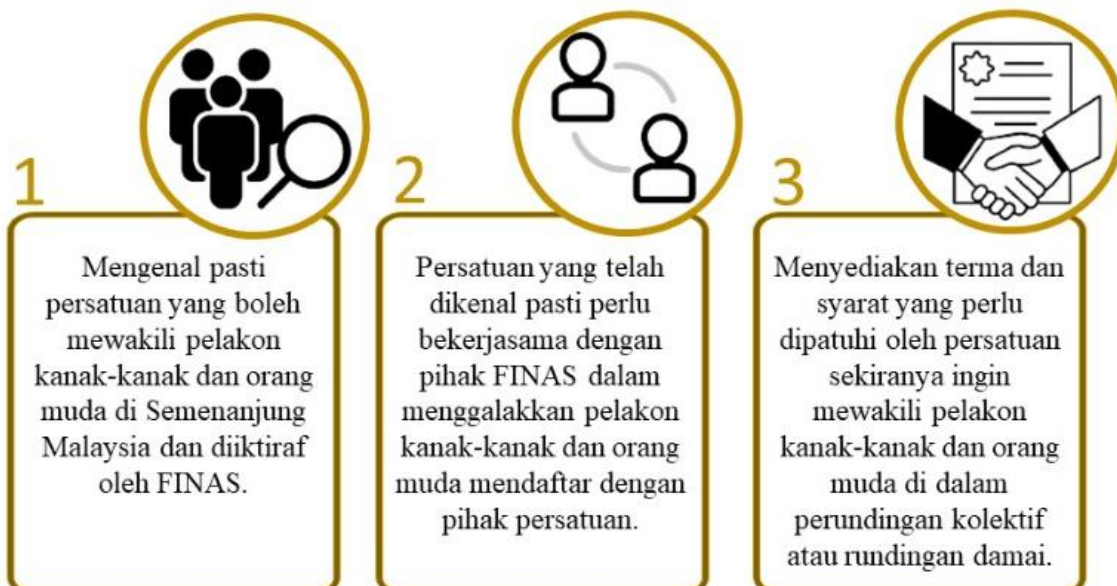 1
Mengenal pasti
persatuan yang boleh
mewakili pelakon
kanak-kanak dan orang
muda di Semenanjung
Malaysia dan diiktiraf
oleh FINAS.
2
Persatuan yang telah
dikenal pasti perlu
bekerjasama dengan
pihak FINAS dalam
menggalakkan pelakon
kanak-kanak dan orang
muda mendaftar dengan
pihak persatuan.
3
Menyediakan terma dan
syarat yang perlu
dipatuhi oleh persatuan
sekiranya ingin
mewakili pelakon
kanak-kanak dan orang
muda di dalam
perundingan kolektif
atau rundingan damai.